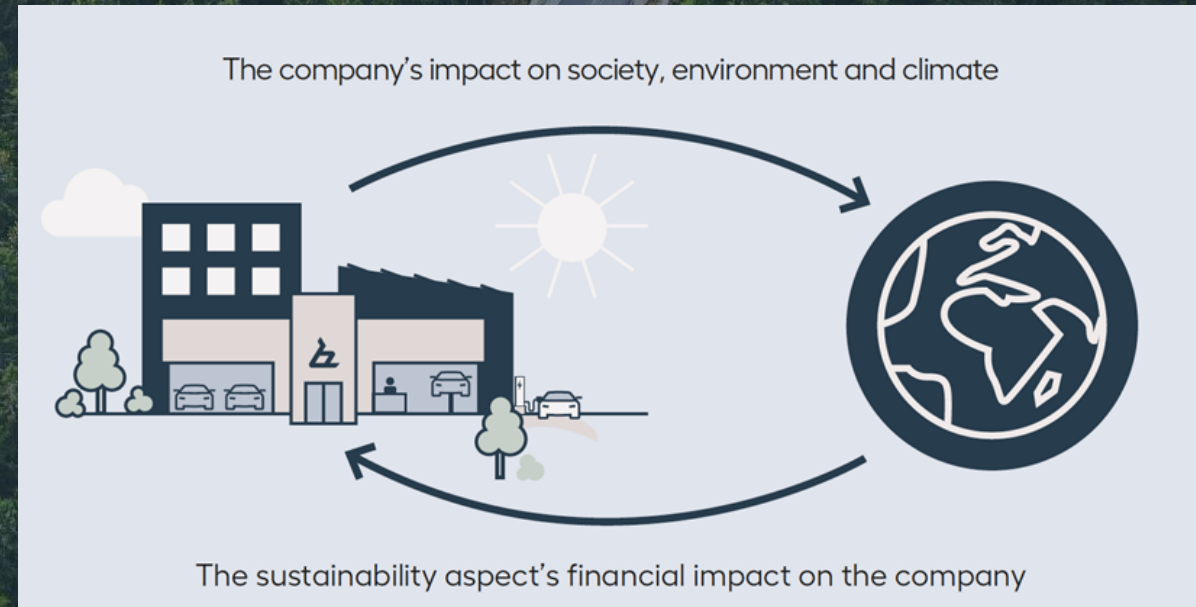 The company’s impact on society, environment and climate
The sustainability aspect’s financial impact on the company